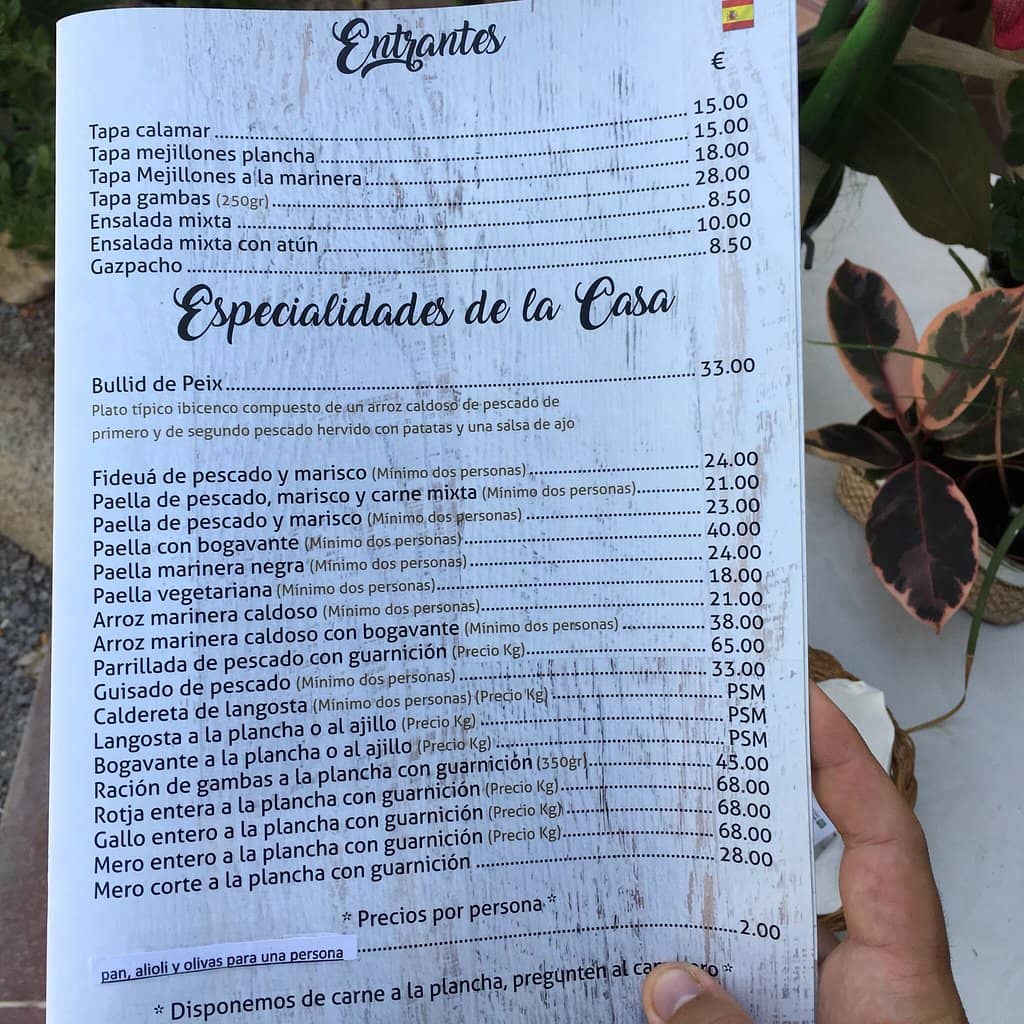 Entrantes
€
Tapa calamar 15.00
Tapa mejillones plancha 15.00
Tapa Mejillones a la marinera 18.00
Tapa gambas (250gr) 28.00
Ensalada mixta 8.50
Ensalada mixta con atún 10.00
Gazpacho 8.50
Especialidades de la Casa
Bullid de Peix 33.00
Plato típico ibicenco compuesto de un arroz caldoso de pescado de
primero y de segundo pescado hervido con patatas y una salsa de ajo
Fideuá de pescado y marisco (Mínimo dos personas) 24.00
Paella de pescado, marisco y carne mixta (Mínimo dos personas) 21.00
Paella de pescado y marisco (Mínimo dos personas) 23.00
Paella con bogavante (Mínimo dos personas) 40.00
Paella marinera negra (Mínimo dos personas) 24.00
Paella vegetariana (Mínimo dos personas) 18.00
Arroz marinera caldoso (Mínimo dos personas) 21.00
Arroz marinera caldoso con bogavante (Mínimo dos personas) 38.00
Parrillada de pescado con guarnición (Precio Kg) 65.00
Guisado de pescado (Mínimo dos personas) 33.00
Caldereta de langosta (Mínimo dos personas) (Precio Kg) PSM
Langosta a la plancha o al ajillo (Precio Kg) PSM
Bogavante a la plancha o al ajillo (Precio Kg) PSM
Ración de gambas a la plancha con guarnición (350gr) 45.00
Rotja entera a la plancha con guarnición (Precio Kg) 68.00
Gallo entero a la plancha con guarnición (Precio Kg) 68.00
Mero entero a la plancha con guarnición (Precio Kg) 68.00
Mero corte a la plancha con guarnición 28.00
* Precios por persona *
pan, alioli y olivas para una persona 2.00
* Disponemos de carne a la plancha, pregunten al *